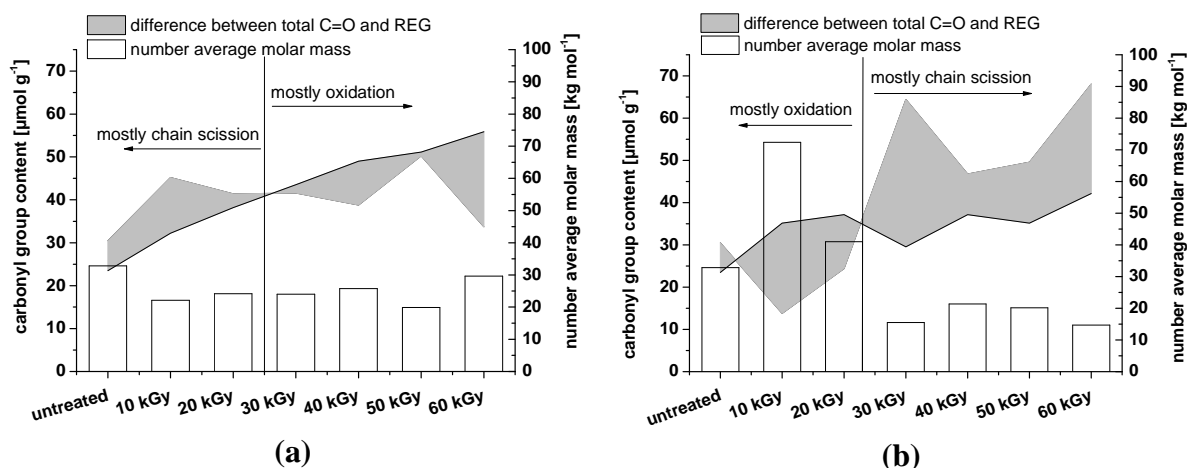 difference between total C=O and REG
number average molar mass
carbonyl group content [µmol g⁻¹]
70
60
50
40
30
20
10
0
mostly oxidation
mostly chain scission
100
90
80
70
60
50
40
30
20
10
0
number average molar mass [kg mol⁻¹]
untreated
10 kGy
20 kGy
30 kGy
40 kGy
50 kGy
60 kGy
(a)
difference between total C=O and REG
number average molar mass
carbonyl group content [µmol g⁻¹]
70
60
50
40
30
20
10
0
mostly chain scission
mostly oxidation
100
90
80
70
60
50
40
30
20
10
0
number average molar mass [kg mol⁻¹]
untreated
10 kGy
20 kGy
30 kGy
40 kGy
50 kGy
60 kGy
(b)